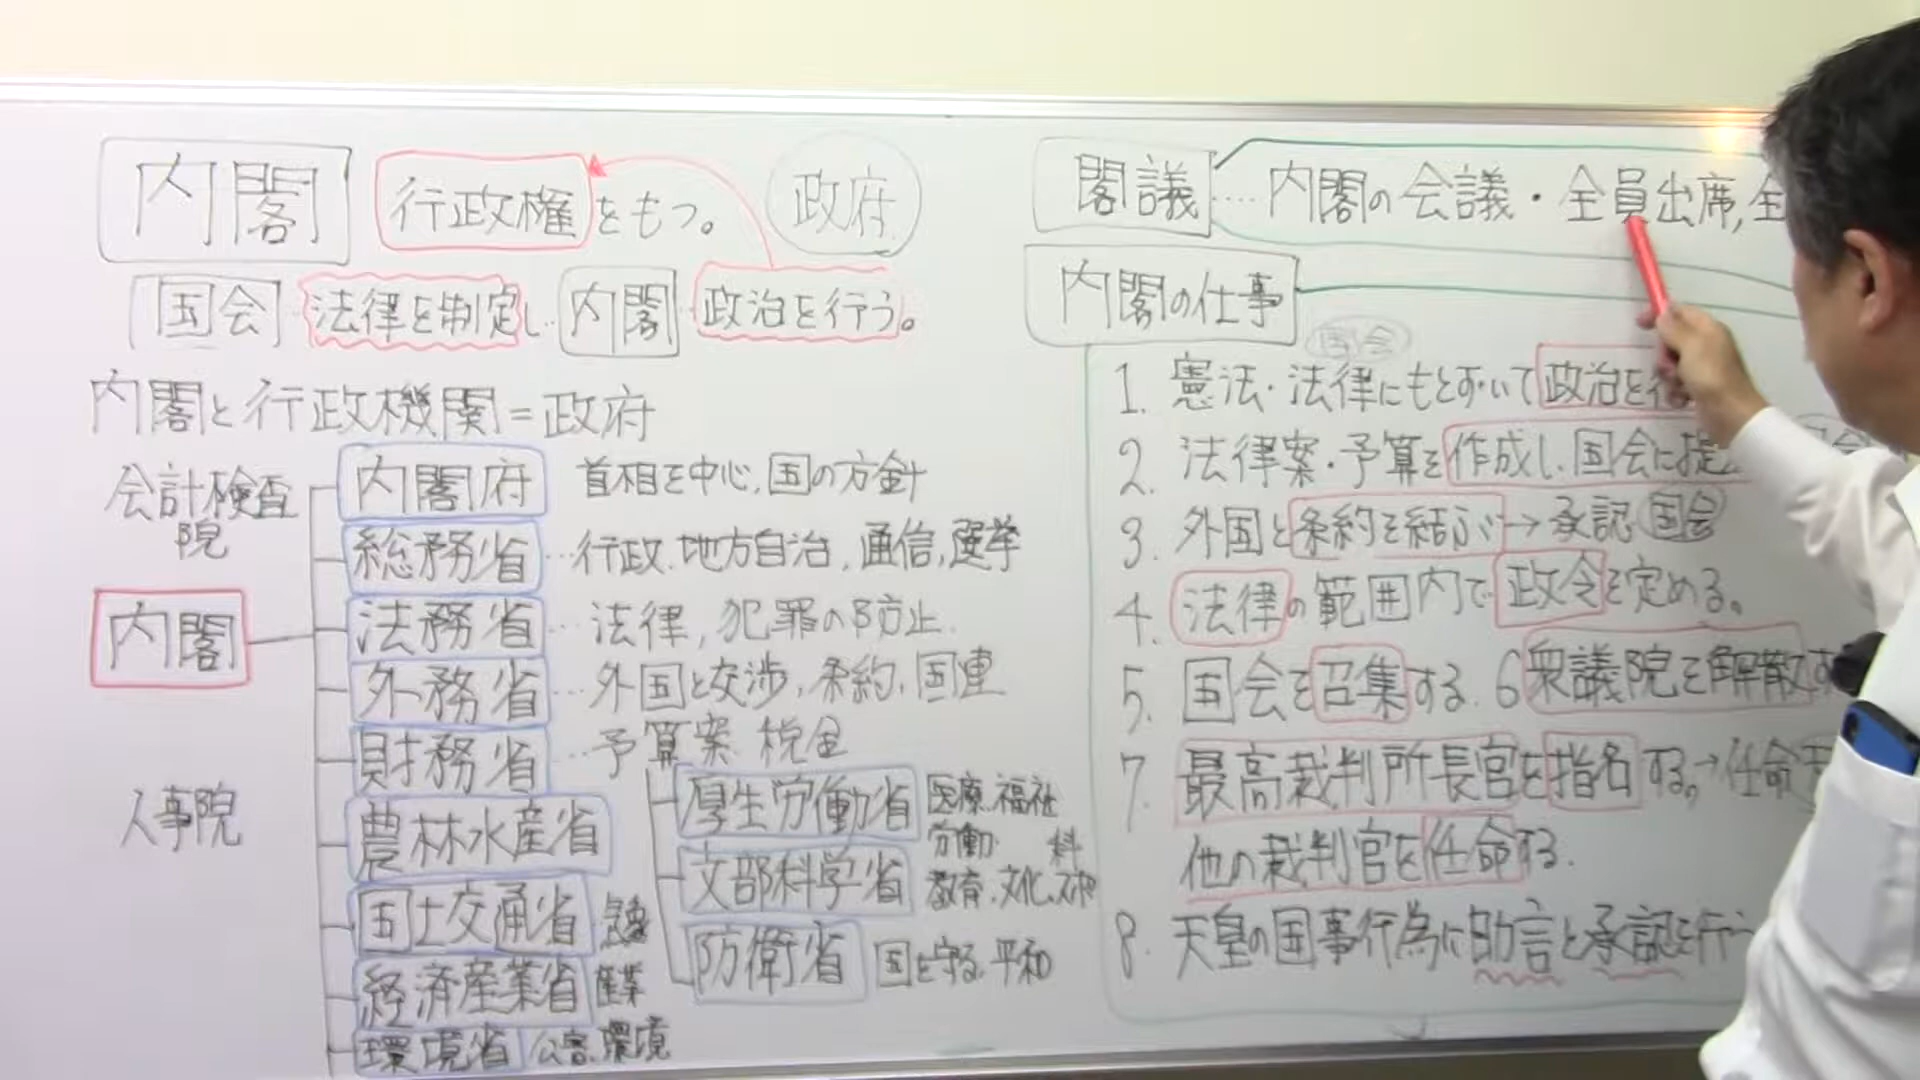 内閣 行政権をもつ。 政府
国会 法律を制定し 内閣 政治を行う。
内閣と行政機関=政府
会計検査院
内閣
人事院
内閣府 首相を中心、国の方針
総務省…行政、地方自治、通信、選挙
法務省…法律、犯罪の防止
外務省…外国と交渉、条約、国連
財務省…予算案 税金
農林水産省
国土交通省 気象
経済産業省 産業
環境省 公害、環境
厚生労働省 医療、福祉 労働
文部科学省 科 教育、文化、スポ
防衛省 国を守る、平和
閣議……内閣の会議・全員出席,全
内閣の仕事
国会
1. 憲法・法律にもとずいて政治を行
2. 法律案・予算を作成し、国会に提
3. 外国と条約を結ぶ→承認 国会
4. 法律の範囲内で政令を定める。
5. 国会を召集する. 6 衆議院を解散す
7. 最高裁判所長官を指名する。→任命
他の裁判官を任命する.
8. 天皇の国事行為に助言と承認を行う